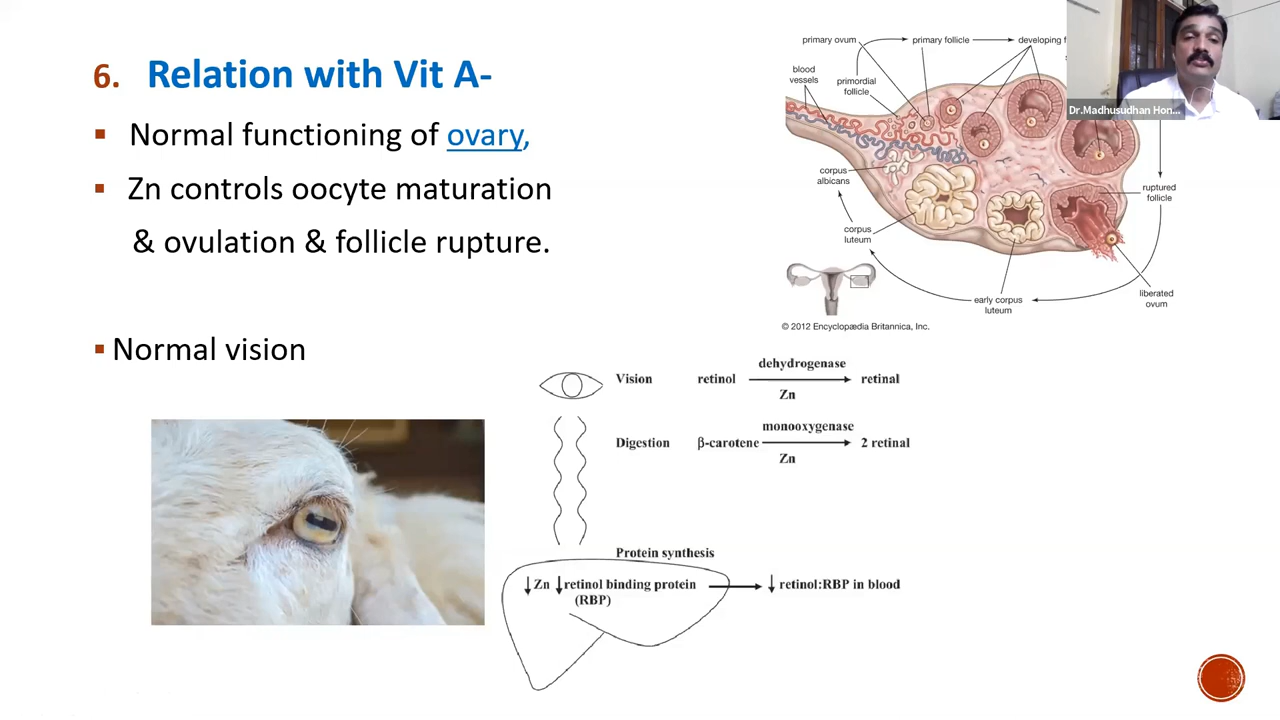 6. Relation with Vit A-
▪ Normal functioning of ovary,
▪ Zn controls oocyte maturation
& ovulation & follicle rupture.
▪ Normal vision
primary ovum
primary follicle
developing f
blood
vessels
primordial
follicle
corpus
albicans
corpus
luteum
early corpus
luteum
ruptured
follicle
liberated
ovum
© 2012 Encyclopædia Britannica, Inc.
Dr.Madhusudhan Hon...
Vision retinol dehydrogenase retinal
Zn
Digestion β-carotene monooxygenase 2 retinal
Zn
Protein synthesis
↓Zn ↓retinol binding protein
(RBP)
↓ retinol:RBP in blood